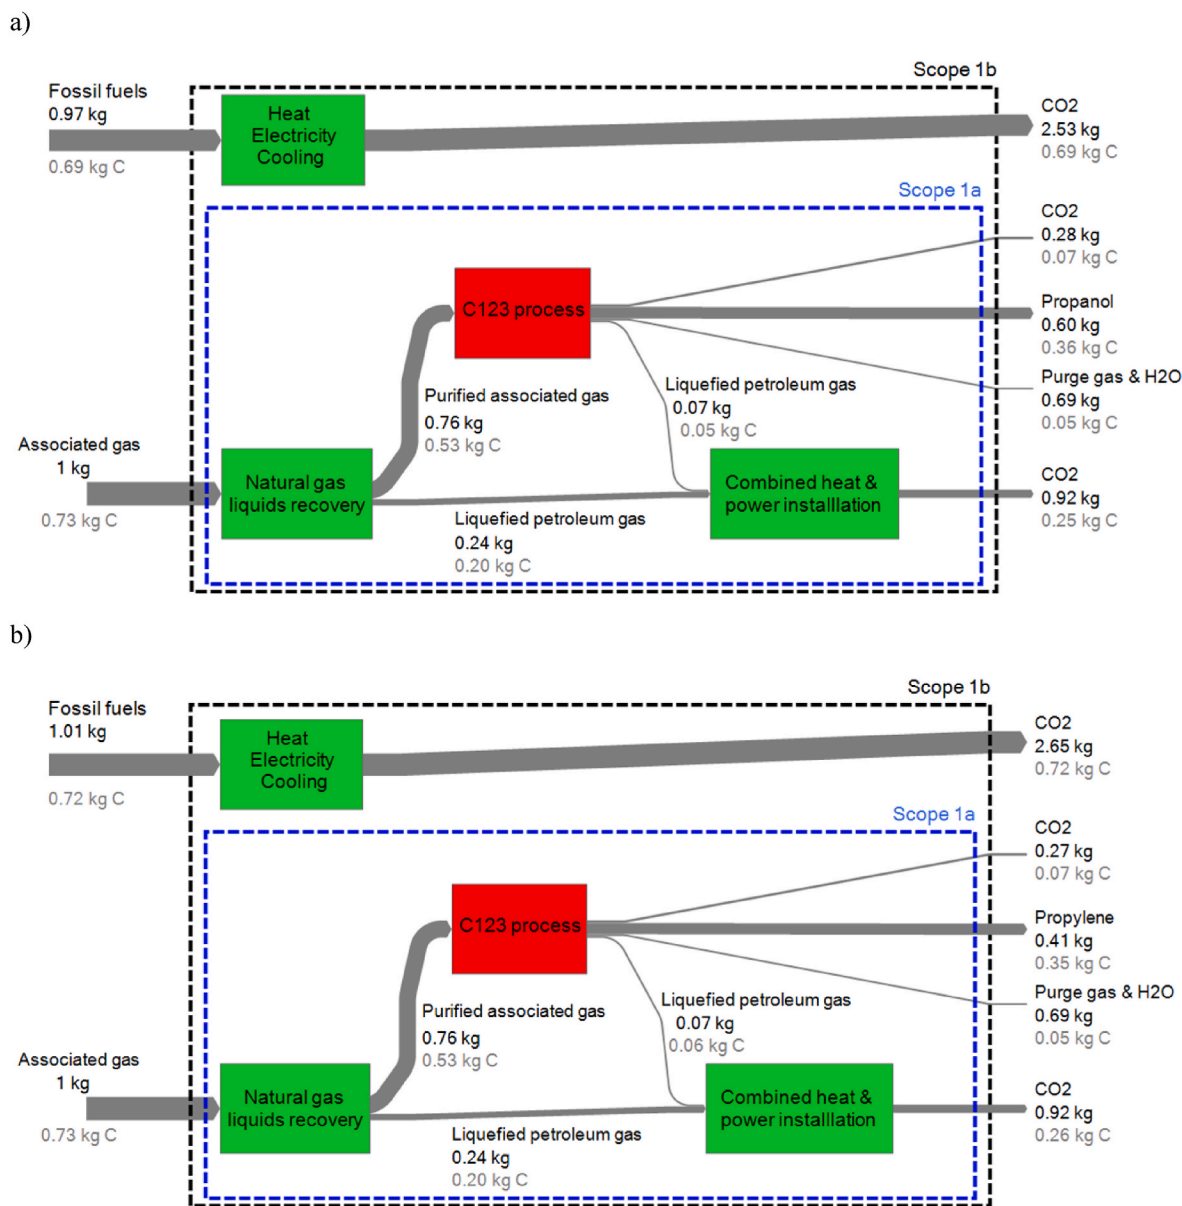 a)
Scope 1b
Fossil fuels
0.97 kg
0.69 kg C
Heat
Electricity
Cooling
CO2
2.53 kg
0.69 kg C
Scope 1a
CO2
0.28 kg
0.07 kg C
C123 process
Propanol
0.60 kg
0.36 kg C
Purge gas & H2O
0.69 kg
0.05 kg C
Purified associated gas
0.76 kg
0.53 kg C
Liquefied petroleum gas
0.07 kg
0.05 kg C
Associated gas
1 kg
0.73 kg C
Natural gas
liquids recovery
Liquefied petroleum gas
0.24 kg
0.20 kg C
Combined heat &
power installlation
CO2
0.92 kg
0.25 kg C
b)
Scope 1b
Fossil fuels
1.01 kg
0.72 kg C
Heat
Electricity
Cooling
CO2
2.65 kg
0.72 kg C
Scope 1a
CO2
0.27 kg
0.07 kg C
C123 process
Propylene
0.41 kg
0.35 kg C
Purge gas & H2O
0.69 kg
0.05 kg C
Purified associated gas
0.76 kg
0.53 kg C
Liquefied petroleum gas
0.07 kg
0.06 kg C
Associated gas
1 kg
0.73 kg C
Natural gas
liquids recovery
Liquefied petroleum gas
0.24 kg
0.20 kg C
Combined heat &
power installlation
CO2
0.92 kg
0.26 kg C